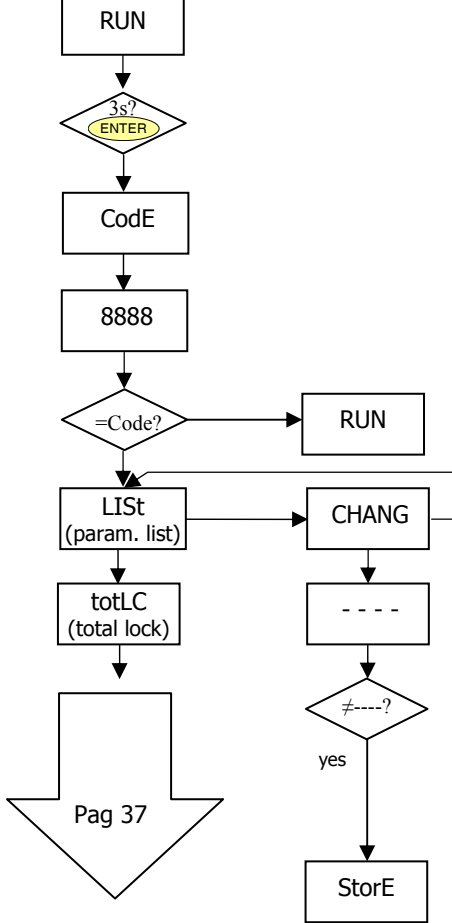 RUN
3s?
ENTER
CodE
8888
=Code?
RUN
LISt
(param. list)
CHANG
totLC
(total lock)
- - - -
≠----?
yes
Pag 37
StorE